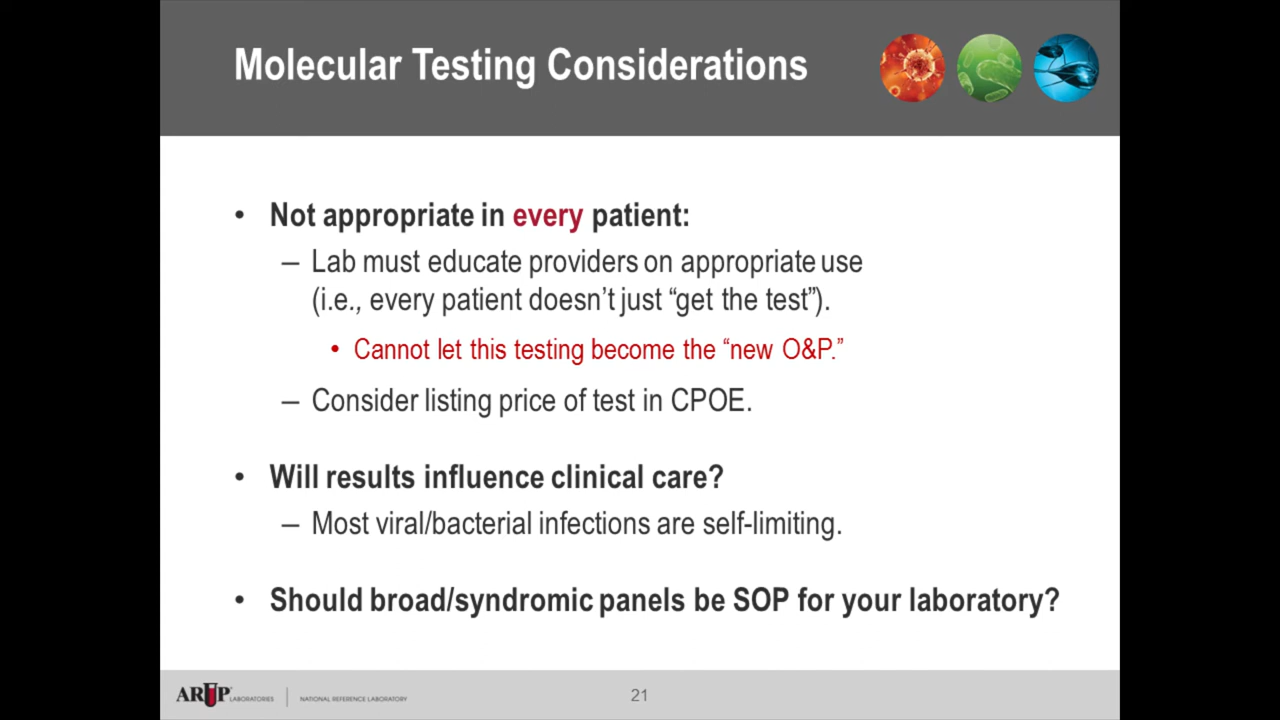 Molecular Testing Considerations
• Not appropriate in every patient:
– Lab must educate providers on appropriate use
(i.e., every patient doesn’t just “get the test”).
• Cannot let this testing become the “new O&P.”
– Consider listing price of test in CPOE.
• Will results influence clinical care?
– Most viral/bacterial infections are self-limiting.
• Should broad/syndromic panels be SOP for your laboratory?
ARUP LABORATORIES | NATIONAL REFERENCE LABORATORY
21